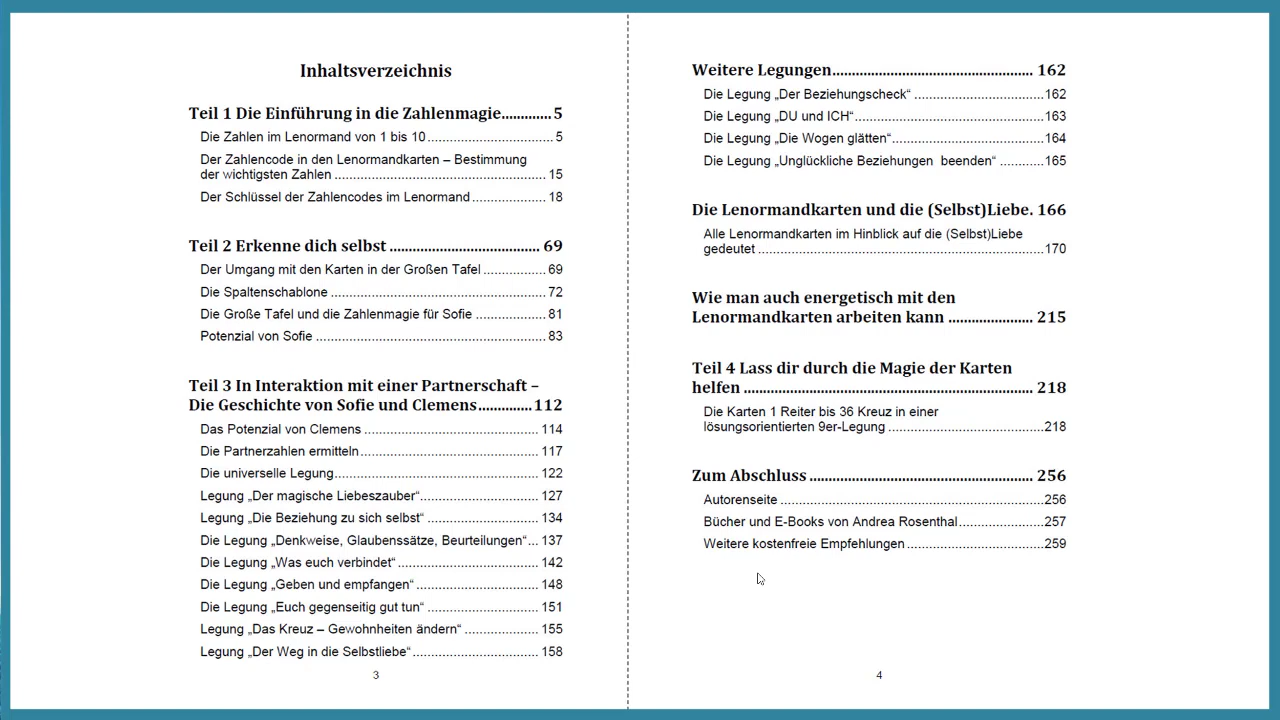 Inhaltsverzeichnis
Teil 1 Die Einführung in die Zahlenmagie............. 5
Die Zahlen im Lenormand von 1 bis 10.................................. 5
Der Zahlencode in den Lenormandkarten – Bestimmung
der wichtigsten Zahlen ....................................................... 15
Der Schlüssel der Zahlencodes im Lenormand.................... 18
Teil 2 Erkenne dich selbst ....................................... 69
Der Umgang mit den Karten in der Großen Tafel ................. 69
Die Spaltenschablone ......................................................... 72
Die Große Tafel und die Zahlenmagie für Sofie .................... 81
Potenzial von Sofie ............................................................. 83
Teil 3 In Interaktion mit einer Partnerschaft –
Die Geschichte von Sofie und Clemens............. 112
Das Potenzial von Clemens ............................................... 114
Die Partnerzahlen ermitteln................................................ 117
Die universelle Legung....................................................... 122
Legung „Der magische Liebeszauber“................................ 127
Legung „Die Beziehung zu sich selbst“ .............................. 134
Die Legung „Denkweise, Glaubenssätze, Beurteilungen“... 137
Die Legung „Was euch verbindet“ ...................................... 142
Die Legung „Geben und empfangen“ ................................. 148
Die Legung „Euch gegenseitig gut tun“ .............................. 151
Legung „Das Kreuz – Gewohnheiten ändern“ .................... 155
Legung „Der Weg in die Selbstliebe“.................................. 158
3
Weitere Legungen.................................................... 162
Die Legung „Der Beziehungscheck“ ...................................162
Die Legung „DU und ICH“...................................................163
Die Legung „Die Wogen glätten“.........................................164
Die Legung „Unglückliche Beziehungen  beenden“ ............165
Die Lenormandkarten und die (Selbst)Liebe. 166
Alle Lenormandkarten im Hinblick auf die (Selbst)Liebe
gedeutet ............................................................................170
Wie man auch energetisch mit den
Lenormandkarten arbeiten kann ...................... 215
Teil 4 Lass dir durch die Magie der Karten
helfen ........................................................................ 218
Die Karten 1 Reiter bis 36 Kreuz in einer
lösungsorientierten 9er-Legung ..........................................218
Zum Abschluss ......................................................... 256
Autorenseite .......................................................................256
Bücher und E-Books von Andrea Rosenthal.......................257
Weitere kostenfreie Empfehlungen .....................................259
4